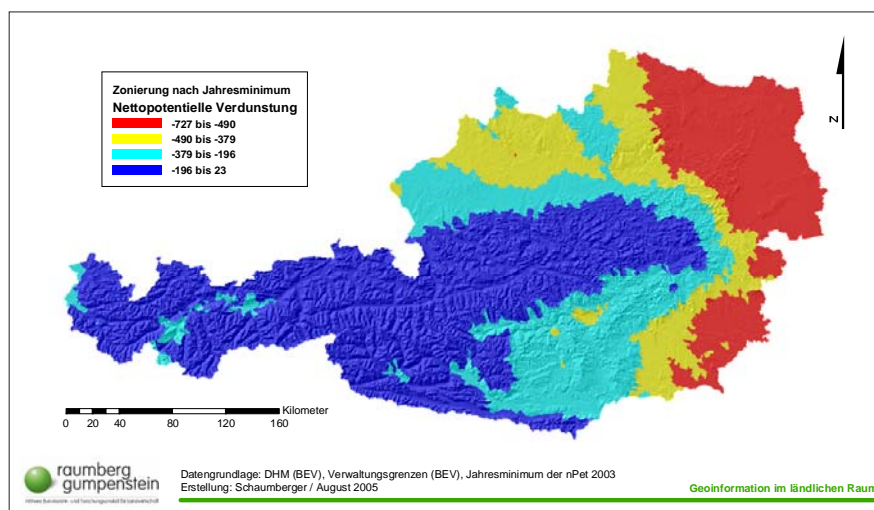 Zonierung nach Jahresminimum
Nettopotentielle Verdunstung
-727 bis -490
-490 bis -379
-379 bis -196
-196 bis 23
N
Kilometer
0 20 40 80 120 160
raumberg
gumpenstein
Datengrundlage: DHM (BEV), Verwaltungsgrenzen (BEV), Jahresminimum der nPet 2003
Erstellung: Schaumberger / August 2005
Geoinformation im ländlichen Raum